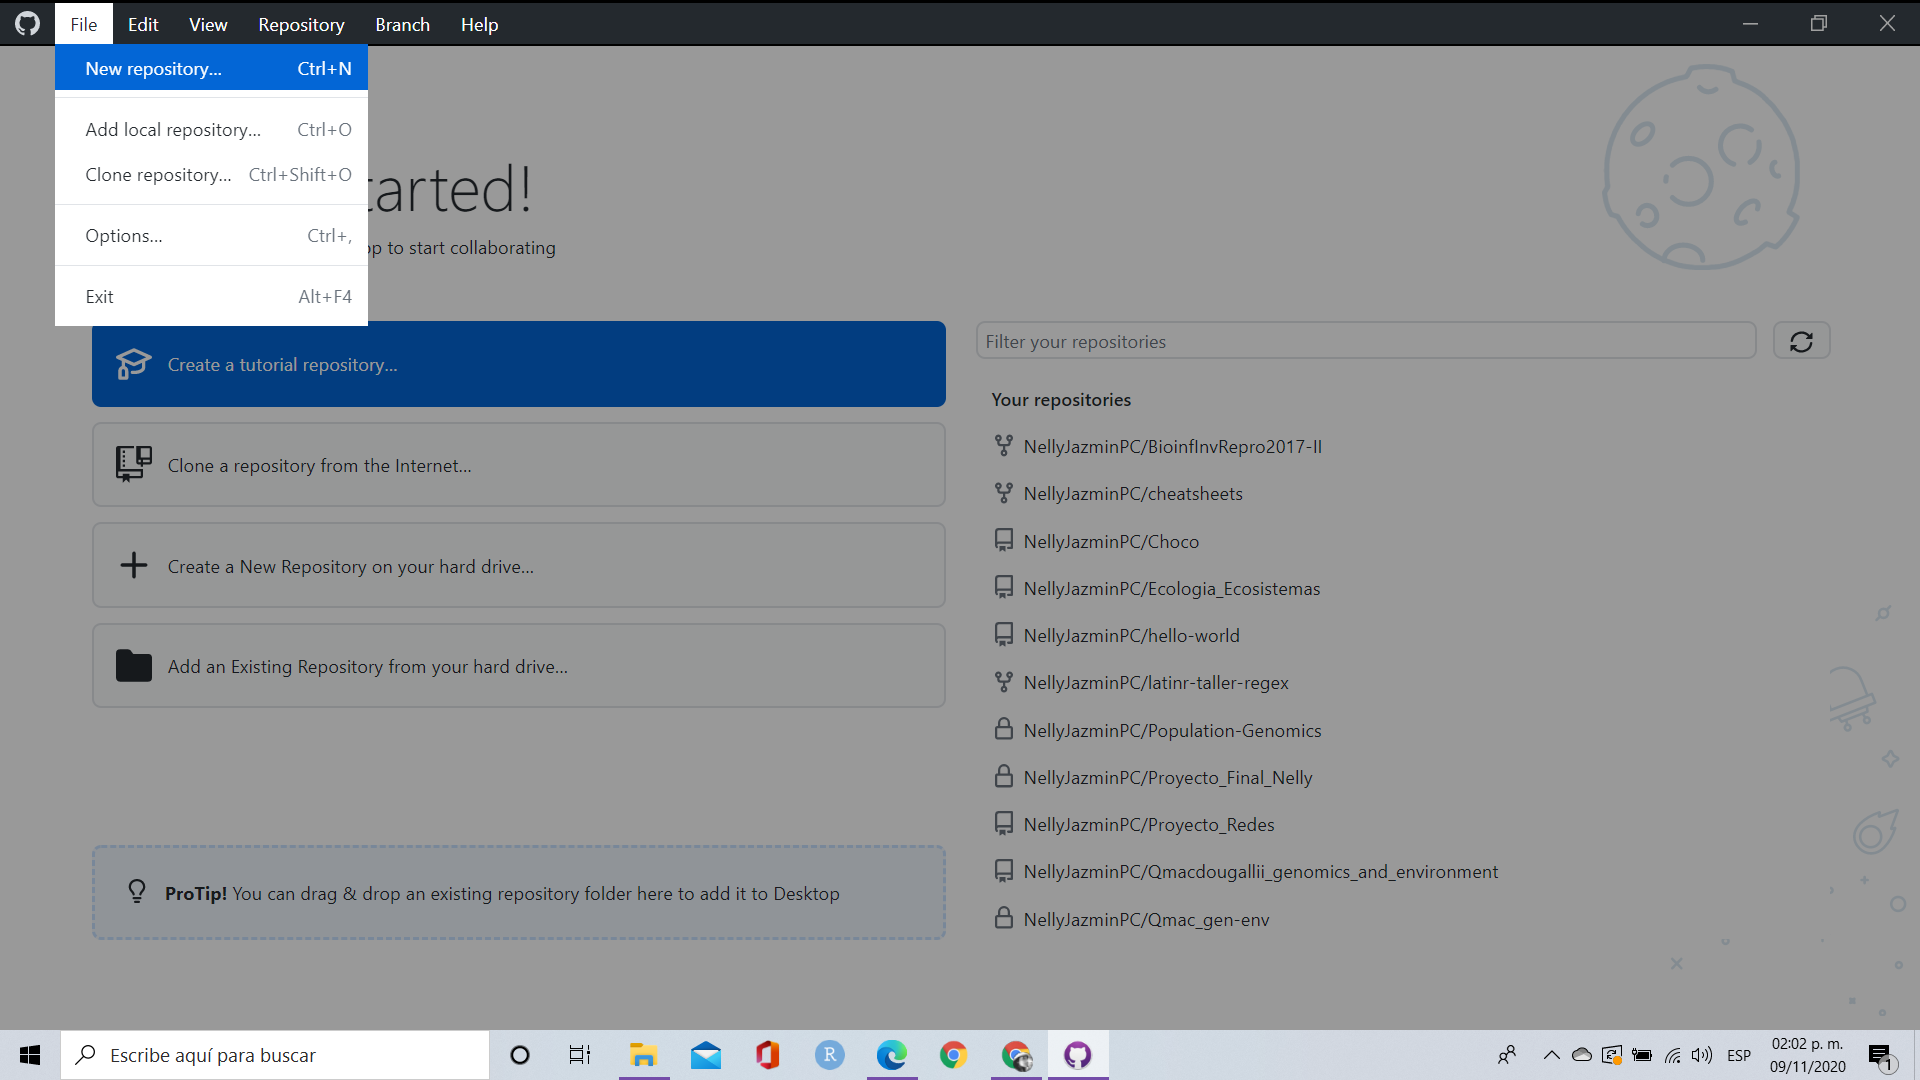 File Edit View Repository Branch Help
New repository... Ctrl+N
Add local repository... Ctrl+O
Clone repository... Ctrl+Shift+O
Options... Ctrl+,
Exit Alt+F4
tarted!
to start collaborating
Create a tutorial repository...
Clone a repository from the Internet...
Create a New Repository on your hard drive...
Add an Existing Repository from your hard drive...
ProTip! You can drag & drop an existing repository folder here to add it to Desktop
Filter your repositories
Your repositories
NellyJazminPC/BioinfInvRepro2017-II
NellyJazminPC/cheatsheets
NellyJazminPC/Choco
NellyJazminPC/Ecologia_Ecosistemas
NellyJazminPC/hello-world
NellyJazminPC/latinr-taller-regex
NellyJazminPC/Population-Genomics
NellyJazminPC/Proyecto_Final_Nelly
NellyJazminPC/Proyecto_Redes
NellyJazminPC/Qmacdougallii_genomics_and_environment
NellyJazminPC/Qmac_gen-env
Escribe aquí para buscar
R
ESP
02:02 p. m.
09/11/2020
1